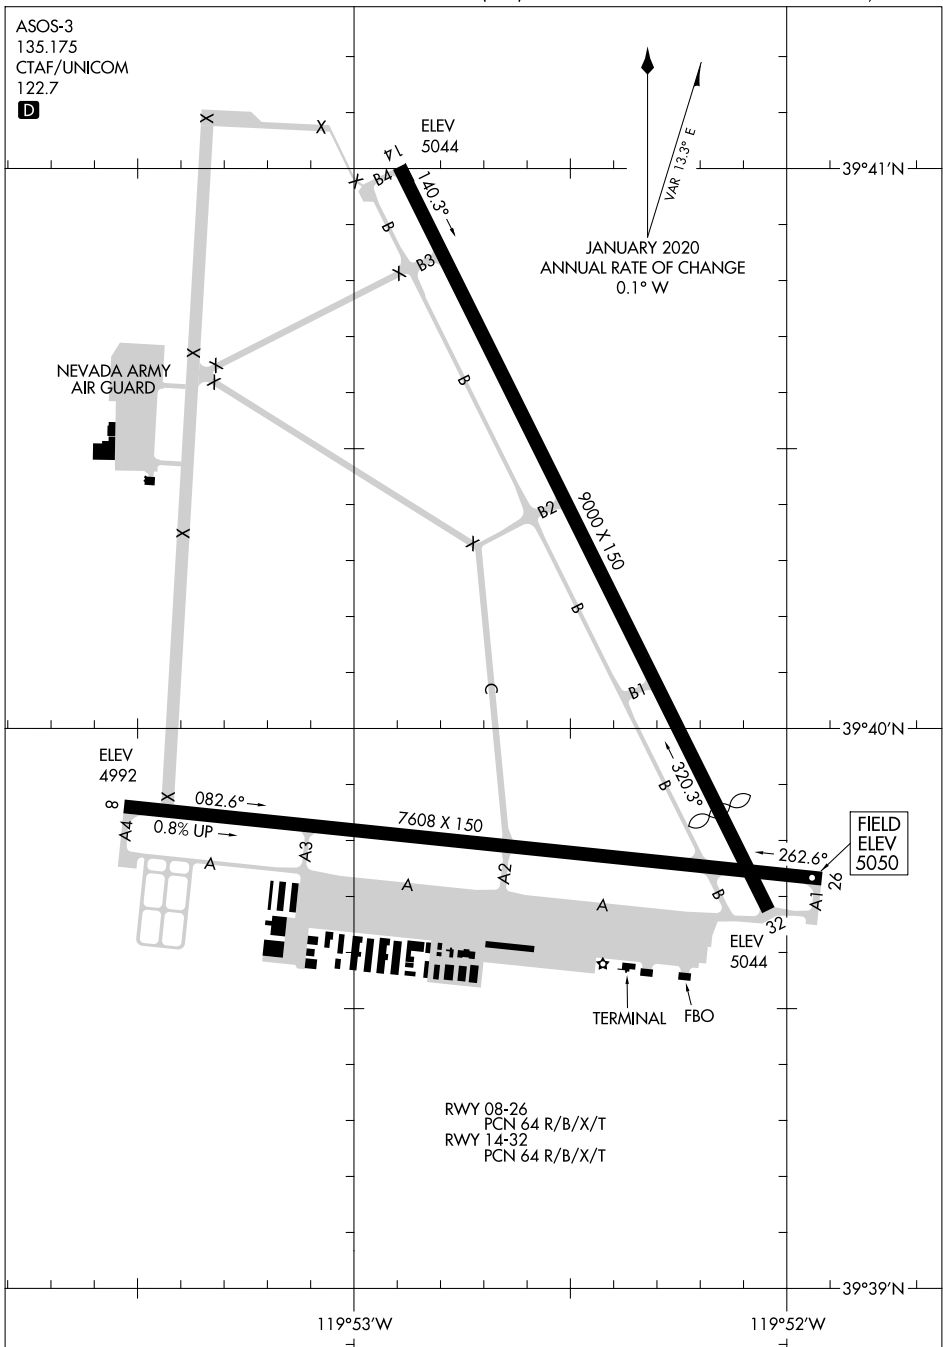 ASOS-3
135.175
CTAF/UNICOM
122.7
D
ELEV
5044
14
140.3°
VAR 13.3° E
39°41'N
JANUARY 2020
ANNUAL RATE OF CHANGE
0.1° W
X
X
X
B4
B
B3
X
NEVADA ARMY
AIR GUARD
X
X
X
B
B2
9000 X 150
X
X
B
C
B1
39°40'N
ELEV
4992
8
X
082.6°
0.8% UP
7608 X 150
B
320.3°
262.6°
FIELD
ELEV
5050
26
A4
A
A3
A
A2
A
B
A1
32
ELEV
5044
TERMINAL
FBO
RWY 08-26
PCN 64 R/B/X/T
RWY 14-32
PCN 64 R/B/X/T
39°39'N
119°53'W
119°52'W